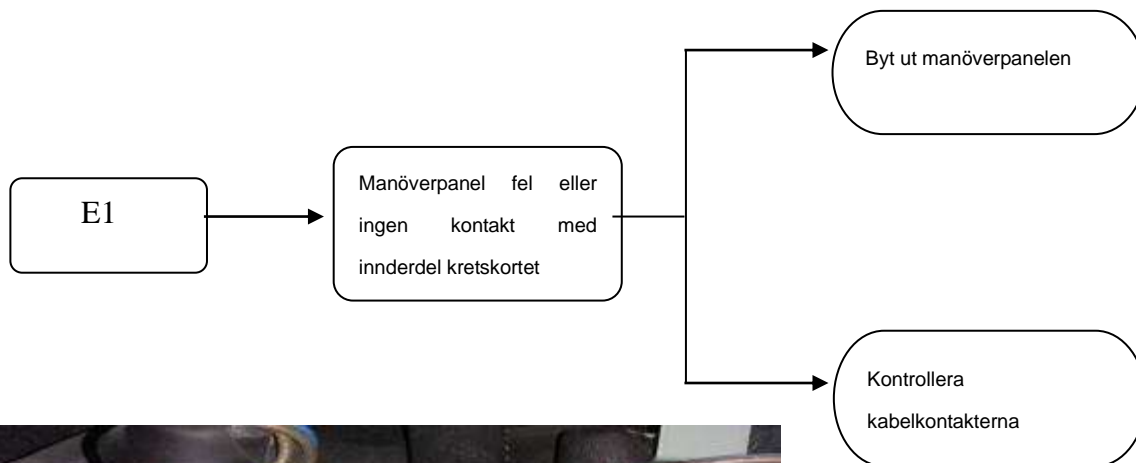 E1
Manöverpanel fel eller
ingen kontakt med
innderdel kretskortet
Byt ut manöverpanelen
Kontrollera
kabelkontakterna